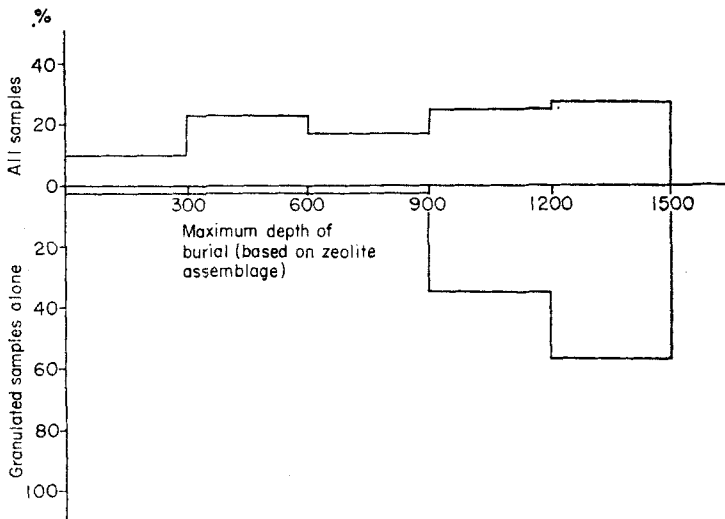 %
40
20
0
20
40
60
80
100
All samples
Granulated samples alone
300 600 900 1200 1500
Maximum depth of
burial (based on zeolite
assemblage)